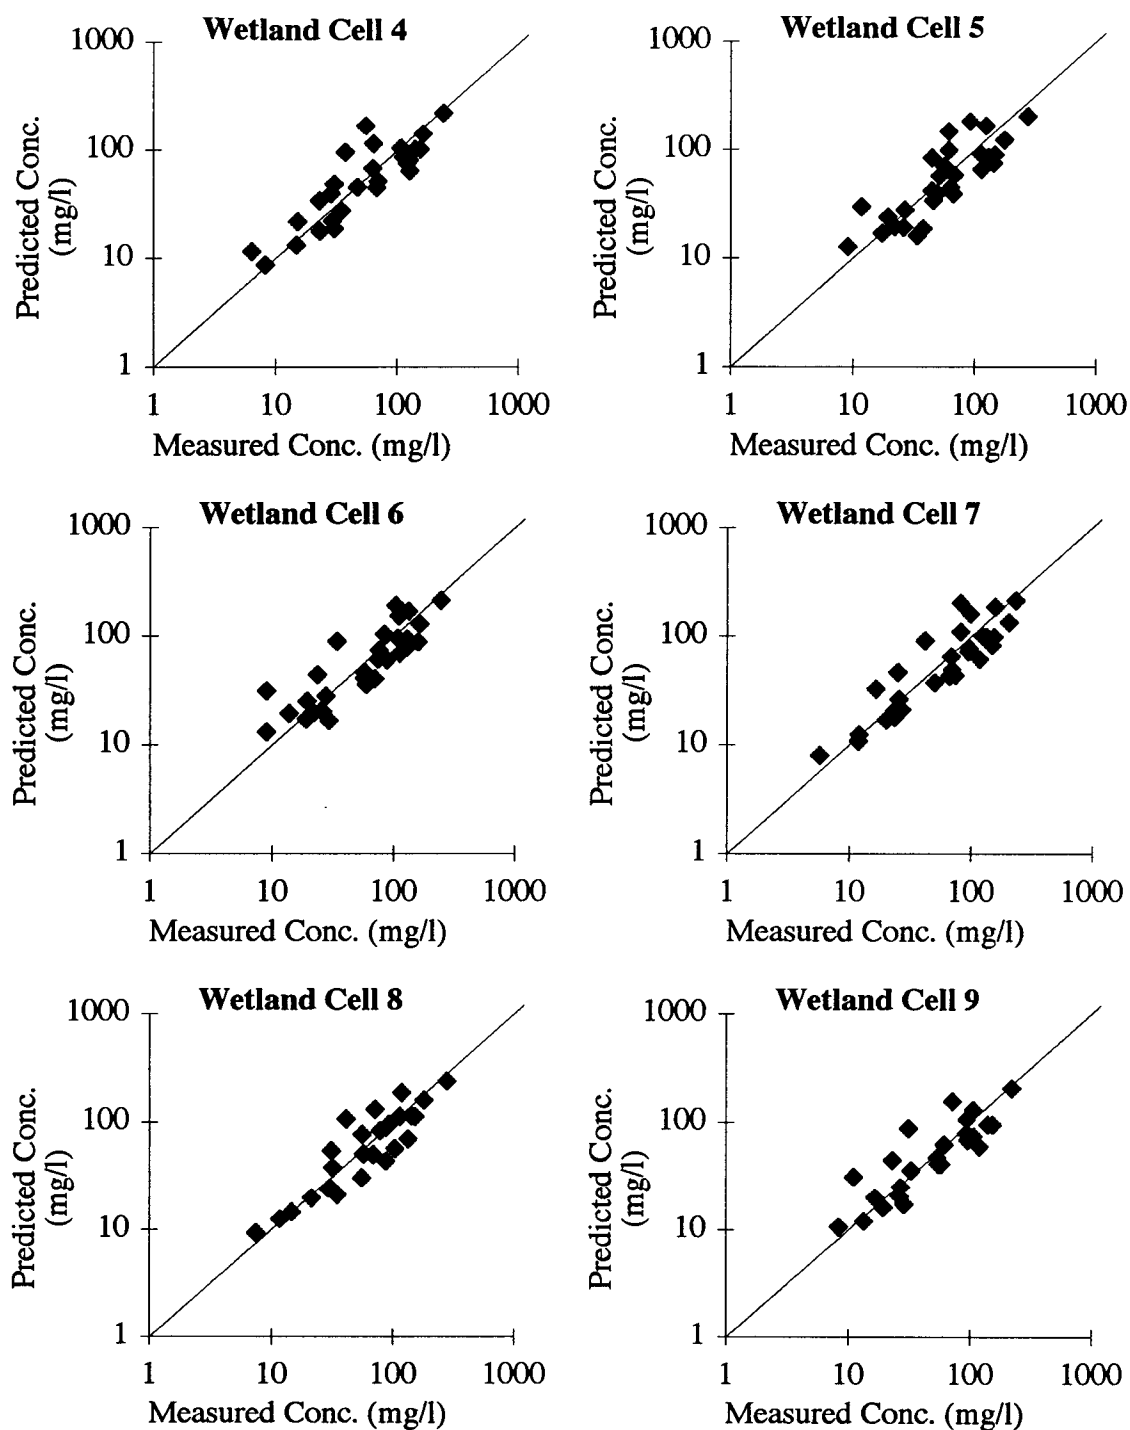 Wetland Cell 4
1000
100
10
1
Predicted Conc.
(mg/l)
1 10 100 1000
Measured Conc. (mg/l)
Wetland Cell 5
1000
100
10
1
Predicted Conc.
(mg/l)
1 10 100 1000
Measured Conc. (mg/l)
Wetland Cell 6
1000
100
10
1
Predicted Conc.
(mg/l)
1 10 100 1000
Measured Conc. (mg/l)
Wetland Cell 7
1000
100
10
1
Predicted Conc.
(mg/l)
1 10 100 1000
Measured Conc. (mg/l)
Wetland Cell 8
1000
100
10
1
Predicted Conc.
(mg/l)
1 10 100 1000
Measured Conc. (mg/l)
Wetland Cell 9
1000
100
10
1
Predicted Conc.
(mg/l)
1 10 100 1000
Measured Conc. (mg/l)